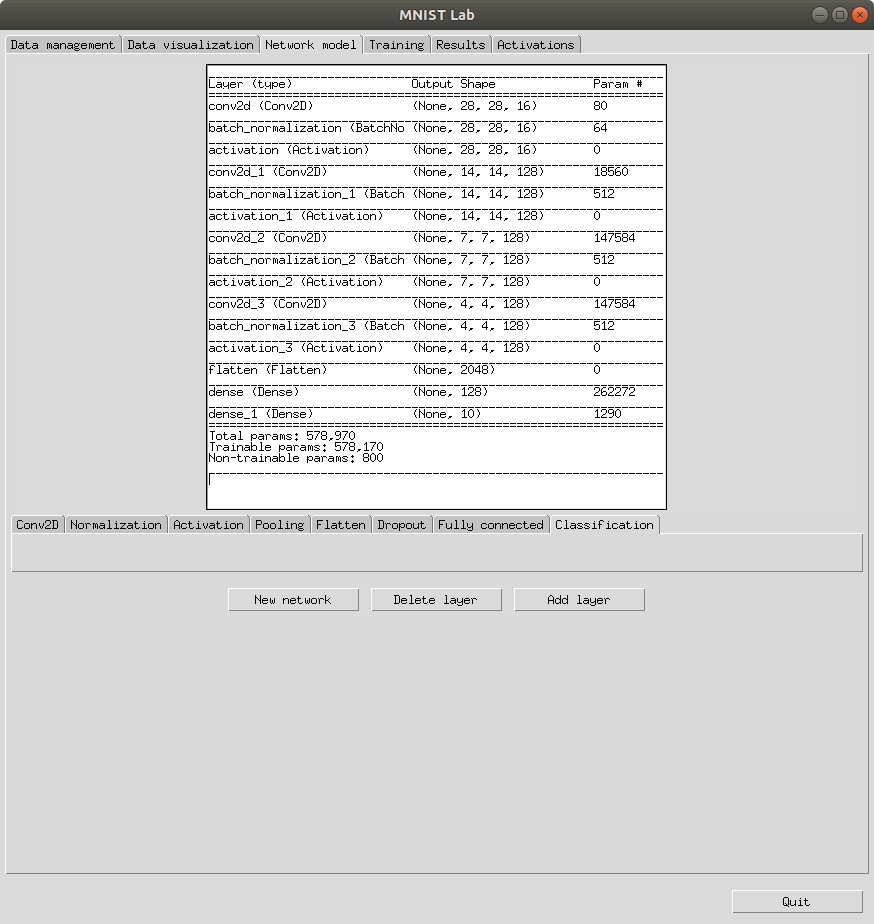 MNIST Lab
Data management Data visualization Network model Training Results Activations
Layer (type) Output Shape Param #
conv2d (Conv2D) (None, 28, 28, 16) 80
batch_normalization (BatchNo (None, 28, 28, 16) 64
activation (Activation) (None, 28, 28, 16) 0
conv2d_1 (Conv2D) (None, 14, 14, 128) 18560
batch_normalization_1 (Batch (None, 14, 14, 128) 512
activation_1 (Activation) (None, 14, 14, 128) 0
conv2d_2 (Conv2D) (None, 7, 7, 128) 147584
batch_normalization_2 (Batch (None, 7, 7, 128) 512
activation_2 (Activation) (None, 7, 7, 128) 0
conv2d_3 (Conv2D) (None, 4, 4, 128) 147584
batch_normalization_3 (Batch (None, 4, 4, 128) 512
activation_3 (Activation) (None, 4, 4, 128) 0
flatten (Flatten) (None, 2048) 0
dense (Dense) (None, 128) 262272
dense_1 (Dense) (None, 10) 1290
Total params: 578,970
Trainable params: 578,170
Non-trainable params: 800
Conv2D Normalization Activation Pooling Flatten Dropout Fully connected Classification
New network Delete layer Add layer
Quit